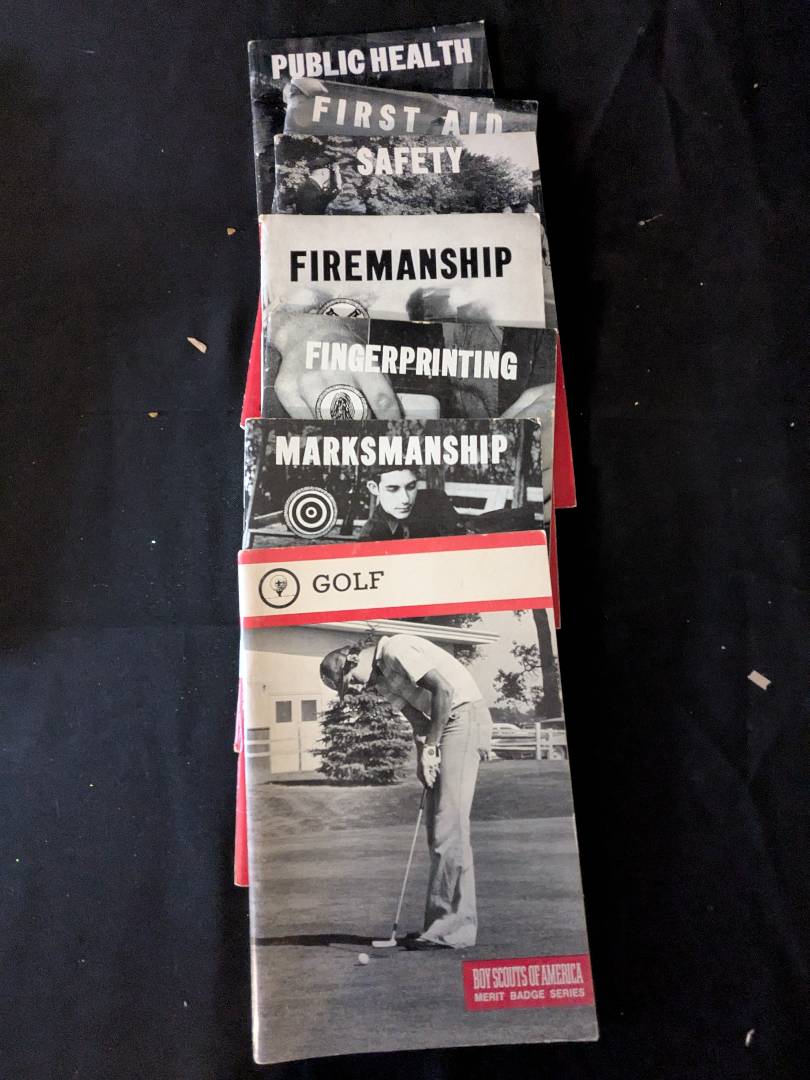 PUBLIC HEALTH
FIRST AID
SAFETY
FIREMANSHIP
FINGERPRINTING
MARKSMANSHIP
GOLF
BOY SCOUTS OF AMERICA
MERIT BADGE SERIES